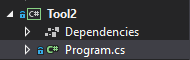 C# Tool2
Dependencies
C# Program.cs